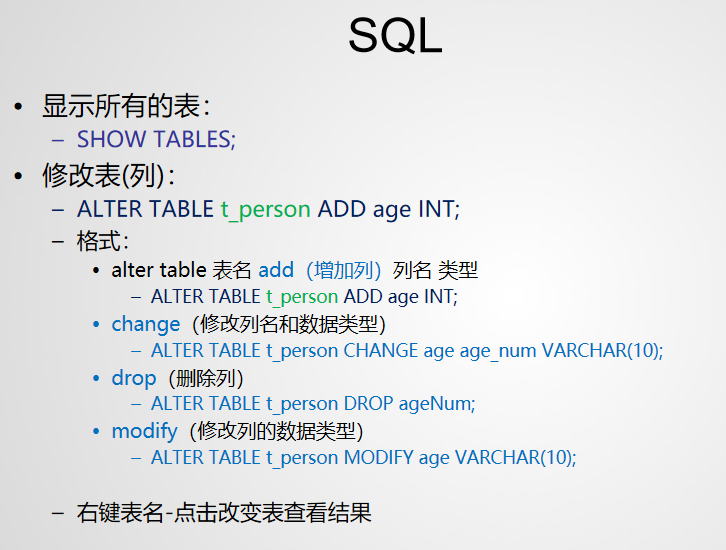 SQL
• 显示所有的表：
– SHOW TABLES;
• 修改表(列)：
– ALTER TABLE t_person ADD age INT;
– 格式：
• alter table 表名 add（增加列）列名 类型
– ALTER TABLE t_person ADD age INT;
• change（修改列名和数据类型）
– ALTER TABLE t_person CHANGE age age_num VARCHAR(10);
• drop（删除列）
– ALTER TABLE t_person DROP ageNum;
• modify（修改列的数据类型）
– ALTER TABLE t_person MODIFY age VARCHAR(10);
– 右键表名-点击改变表查看结果